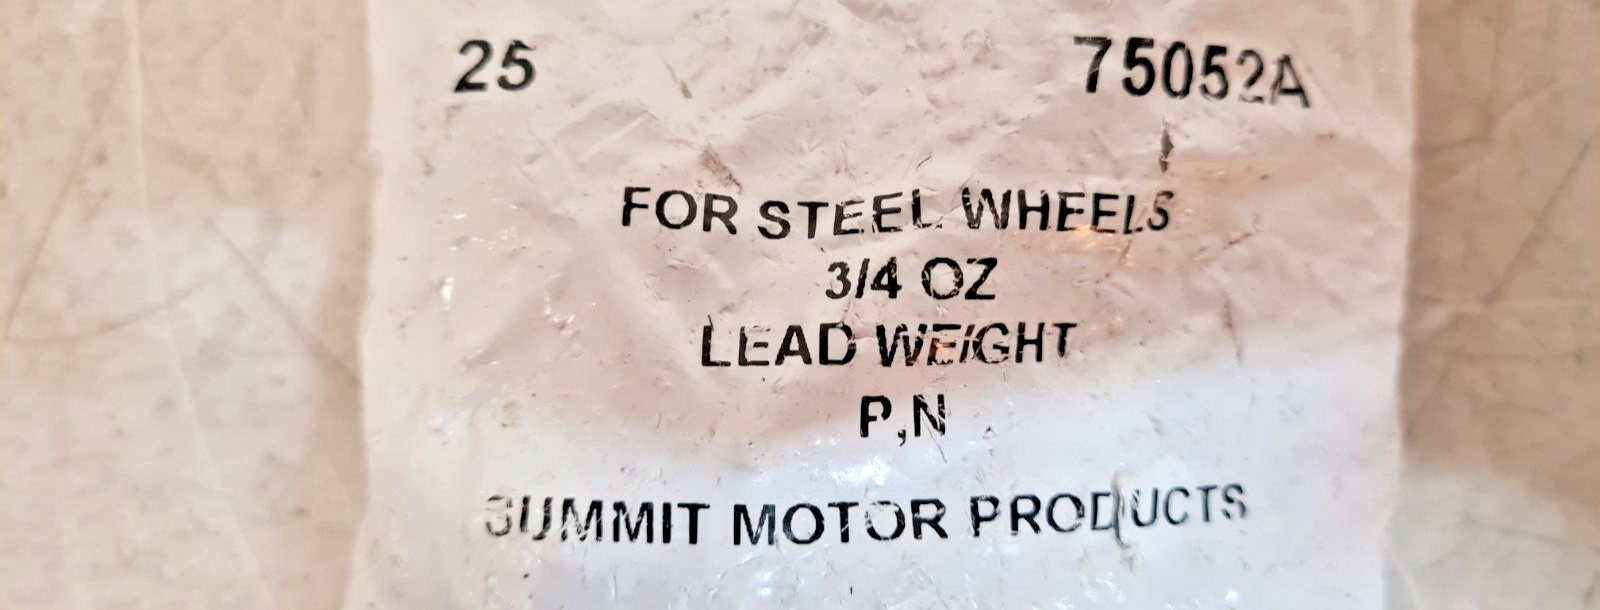 25 75052A
FOR STEEL WHEELS
3/4 OZ
LEAD WEIGHT
P,N
SUMMIT MOTOR PRODUCTS